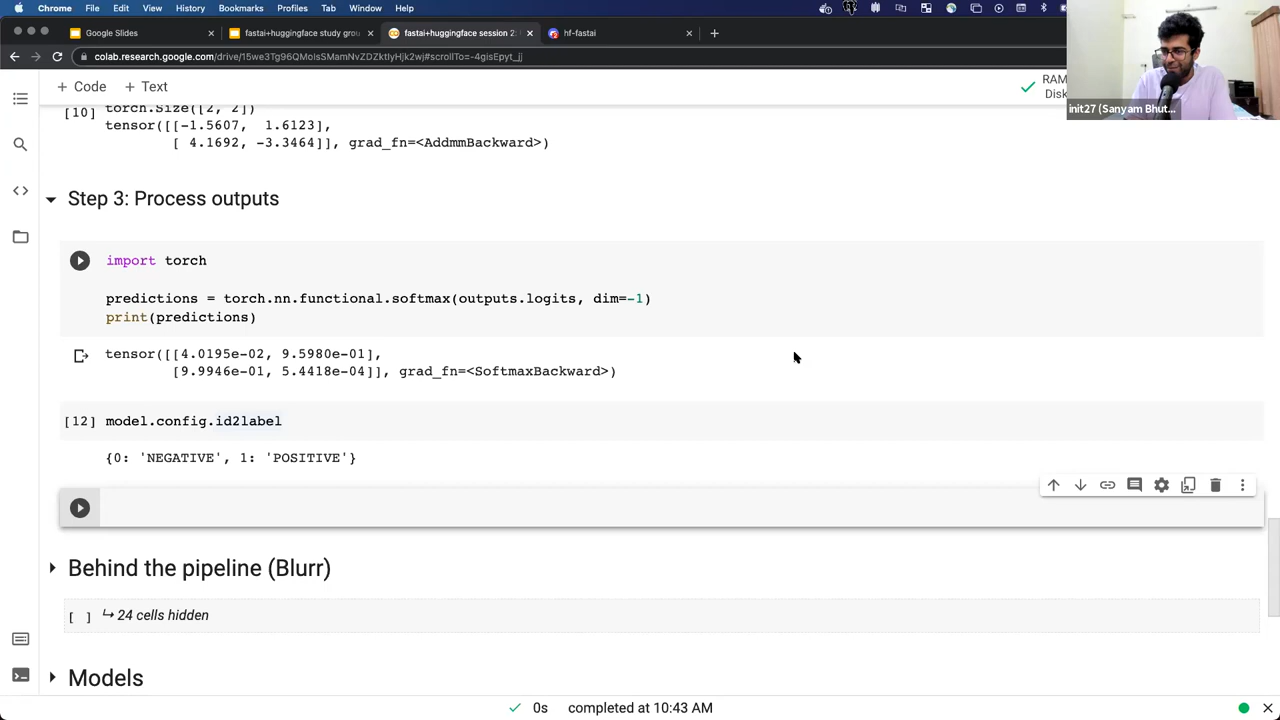 Chrome File Edit View History Bookmarks Profiles Tab Window Help
Google Slides
fastai+huggingface study grou
fastai+huggingface session 2:
hf-fastai
colab.research.google.com/drive/15we3Tg96QMoIsSMamNvZDZktIyHjk2wj#scrollTo=-4gisEpyt_jj
+ Code + Text
RAM
Disk
init27 (Sanyam Bhut...
[10] torch.Size([2, 2])
tensor([[-1.5607, 1.6123],
[ 4.1692, -3.3464]], grad_fn=<AddmmBackward>)
Step 3: Process outputs
import torch
predictions = torch.nn.functional.softmax(outputs.logits, dim=-1)
print(predictions)
tensor([[4.0195e-02, 9.5980e-01],
[9.9946e-01, 5.4418e-04]], grad_fn=<SoftmaxBackward>)
[12] model.config.id2label
{0: 'NEGATIVE', 1: 'POSITIVE'}
Behind the pipeline (Blurr)
[ ] ↳ 24 cells hidden
Models
0s completed at 10:43 AM